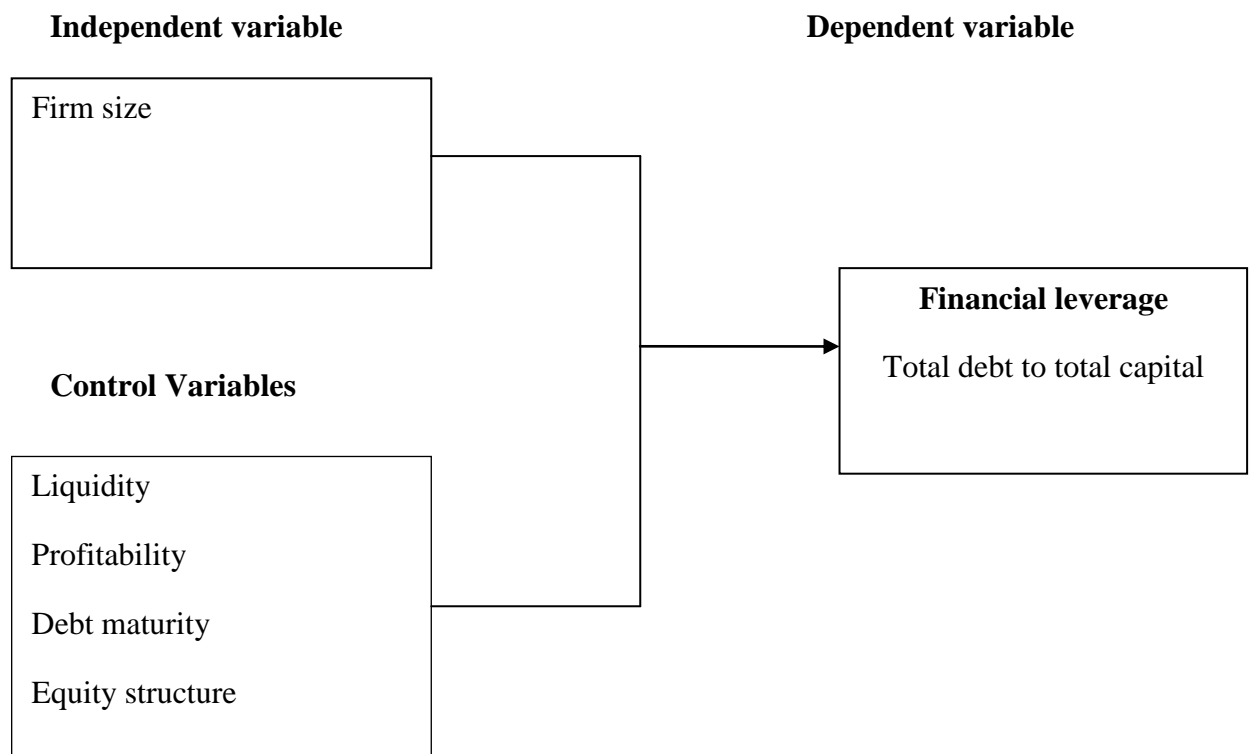 Independent variable
Dependent variable
Firm size
Financial leverage
Total debt to total capital
Control Variables
Liquidity
Profitability
Debt maturity
Equity structure